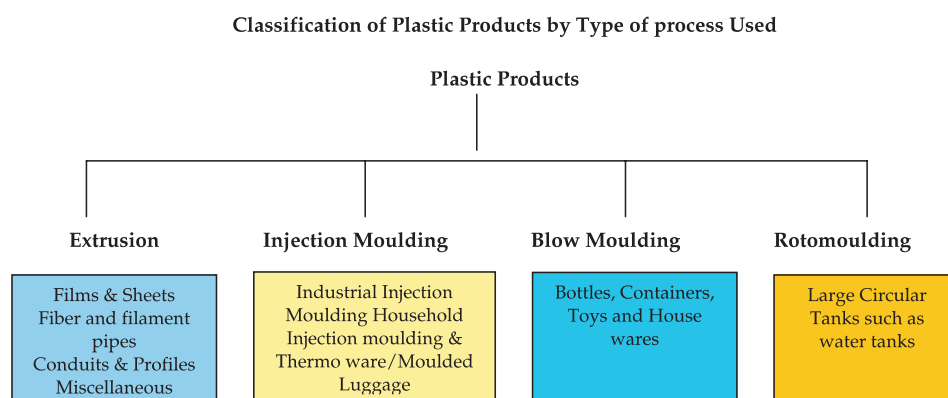 Classification of Plastic Products by Type of process Used
Plastic Products
Extrusion
Injection Moulding
Blow Moulding
Rotomoulding
Films & Sheets
Fiber and filament
pipes
Conduits & Profiles
Miscellaneous
Industrial Injection
Moulding Household
Injection moulding &
Thermo ware/Moulded
Luggage
Bottles, Containers,
Toys and House
wares
Large Circular
Tanks such as
water tanks